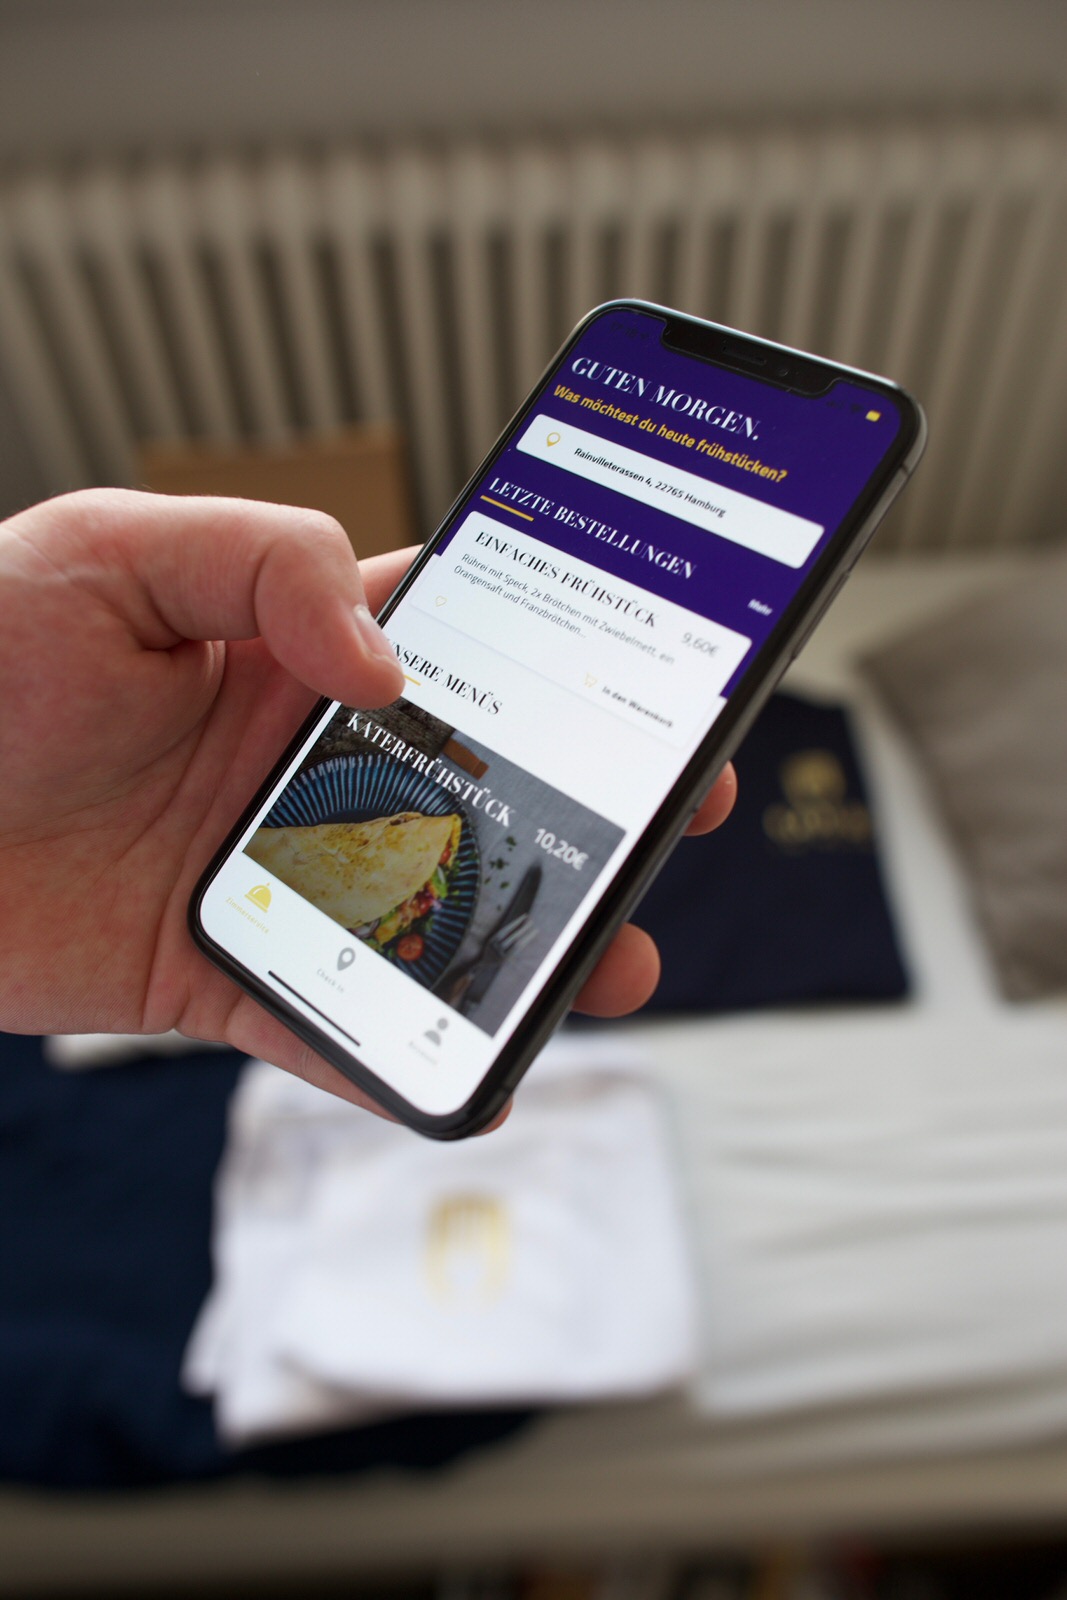 GUTEN MORGEN.
Was möchtest du heute frühstücken?
Rainvilleterassen 4, 22765 Hamburg
LETZTE BESTELLUNGEN
Mehr
EINFACHES FRÜHSTÜCK
9,60€
Rührei mit Speck, 2x Brötchen mit Zwiebelmett, ein
Orangensaft und Franzbrötchen...
In den Warenkorb
NSERE MENÜS
KATERFRÜHSTÜCK
10,20€
Zimmerservice
Check In